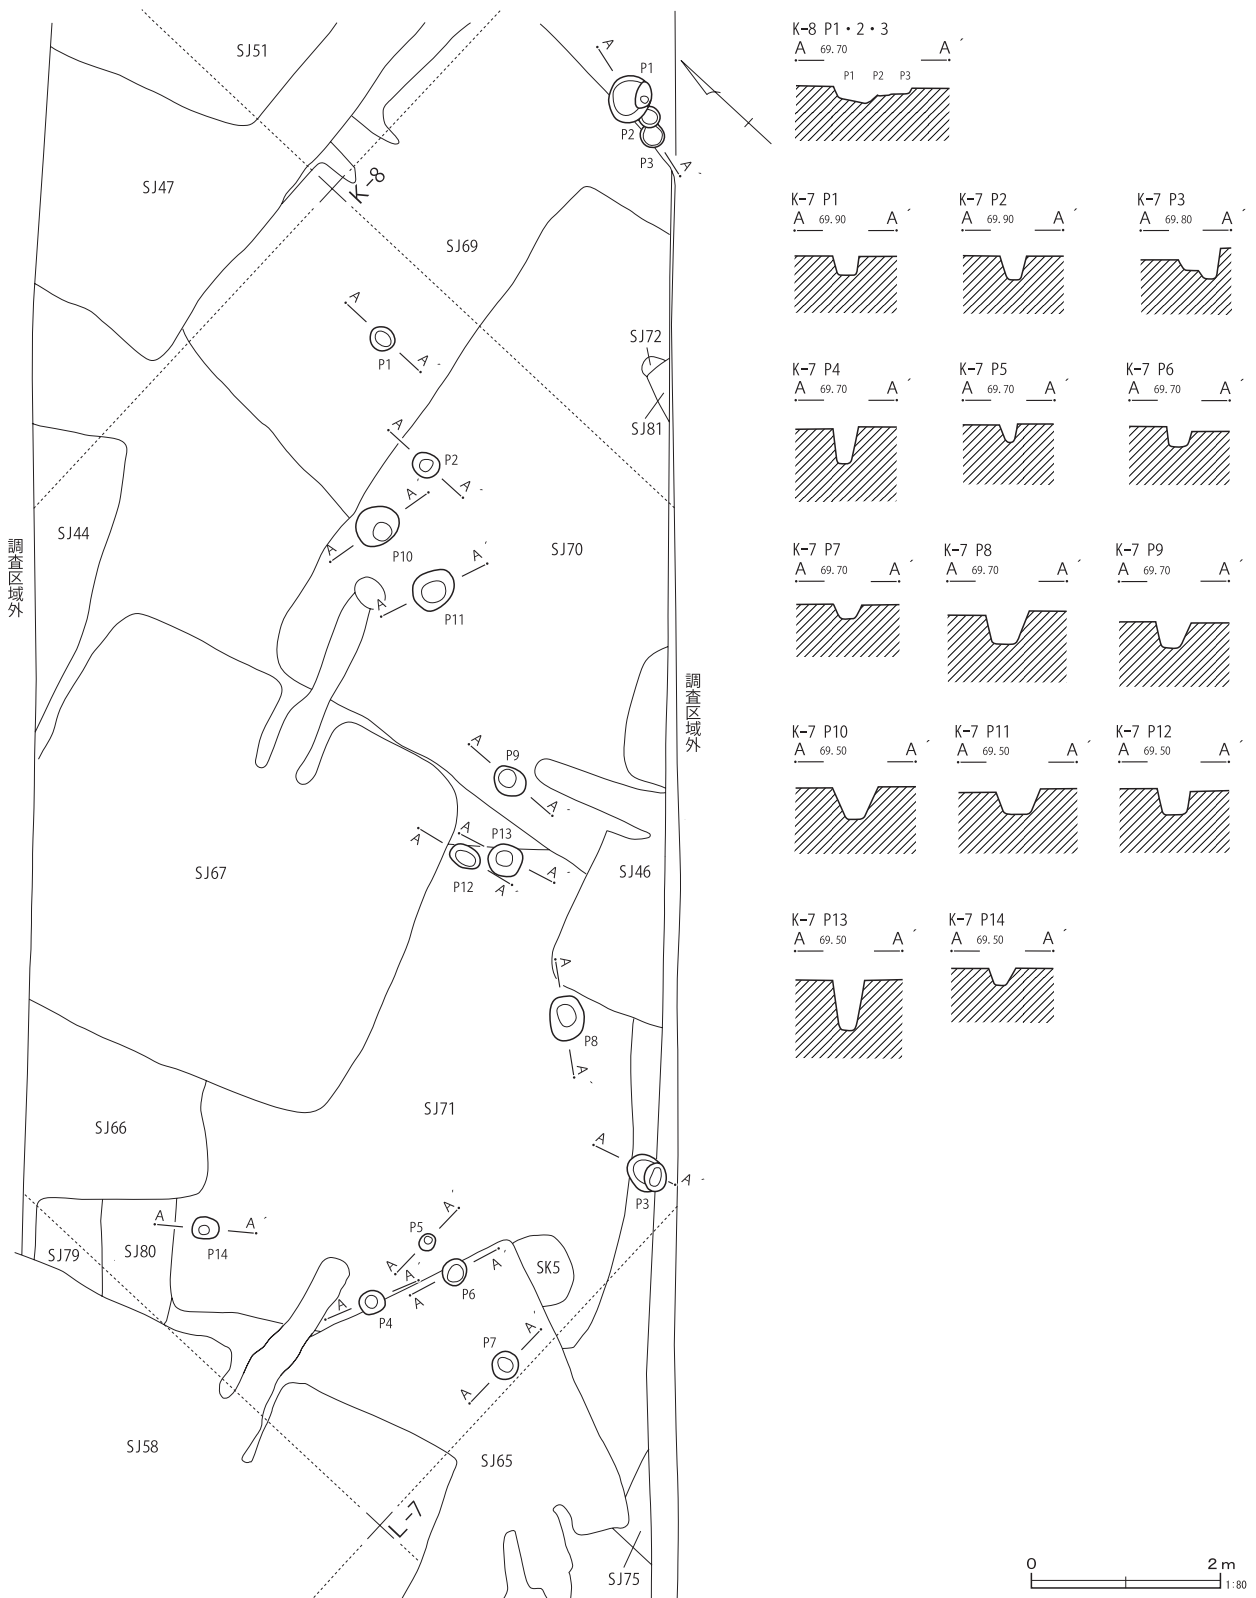 SJ51
SJ47
K-8
SJ69
A
P1
P2
P3
A´
A
P1
A´
SJ72
SJ81
A
P2
A´
A´
P10
A
SJ44
SJ70
A´
A
P11
調査区域外
調査区域外
A
P9
A´
A
A
P13
P12
A´
A´
SJ67
SJ46
A
P8
A´
SJ71
SJ66
A
P3
A´
SJ79
SJ80
A
A´
P14
A´
P5
A
A´
A
P4
A
P6
A´
SK5
A´
P7
A
SJ58
SJ65
L-7
SJ75
K-8 P1・2・3
A 69.70 A´
P1 P2 P3
K-7 P1
A 69.90 A´
K-7 P2
A 69.90 A´
K-7 P3
A 69.80 A´
K-7 P4
A 69.70 A´
K-7 P5
A 69.70 A´
K-7 P6
A 69.70 A´
K-7 P7
A 69.70 A´
K-7 P8
A 69.70 A´
K-7 P9
A 69.70 A´
K-7 P10
A 69.50 A´
K-7 P11
A 69.50 A´
K-7 P12
A 69.50 A´
K-7 P13
A 69.50 A´
K-7 P14
A 69.50 A´
0 2m
1:80